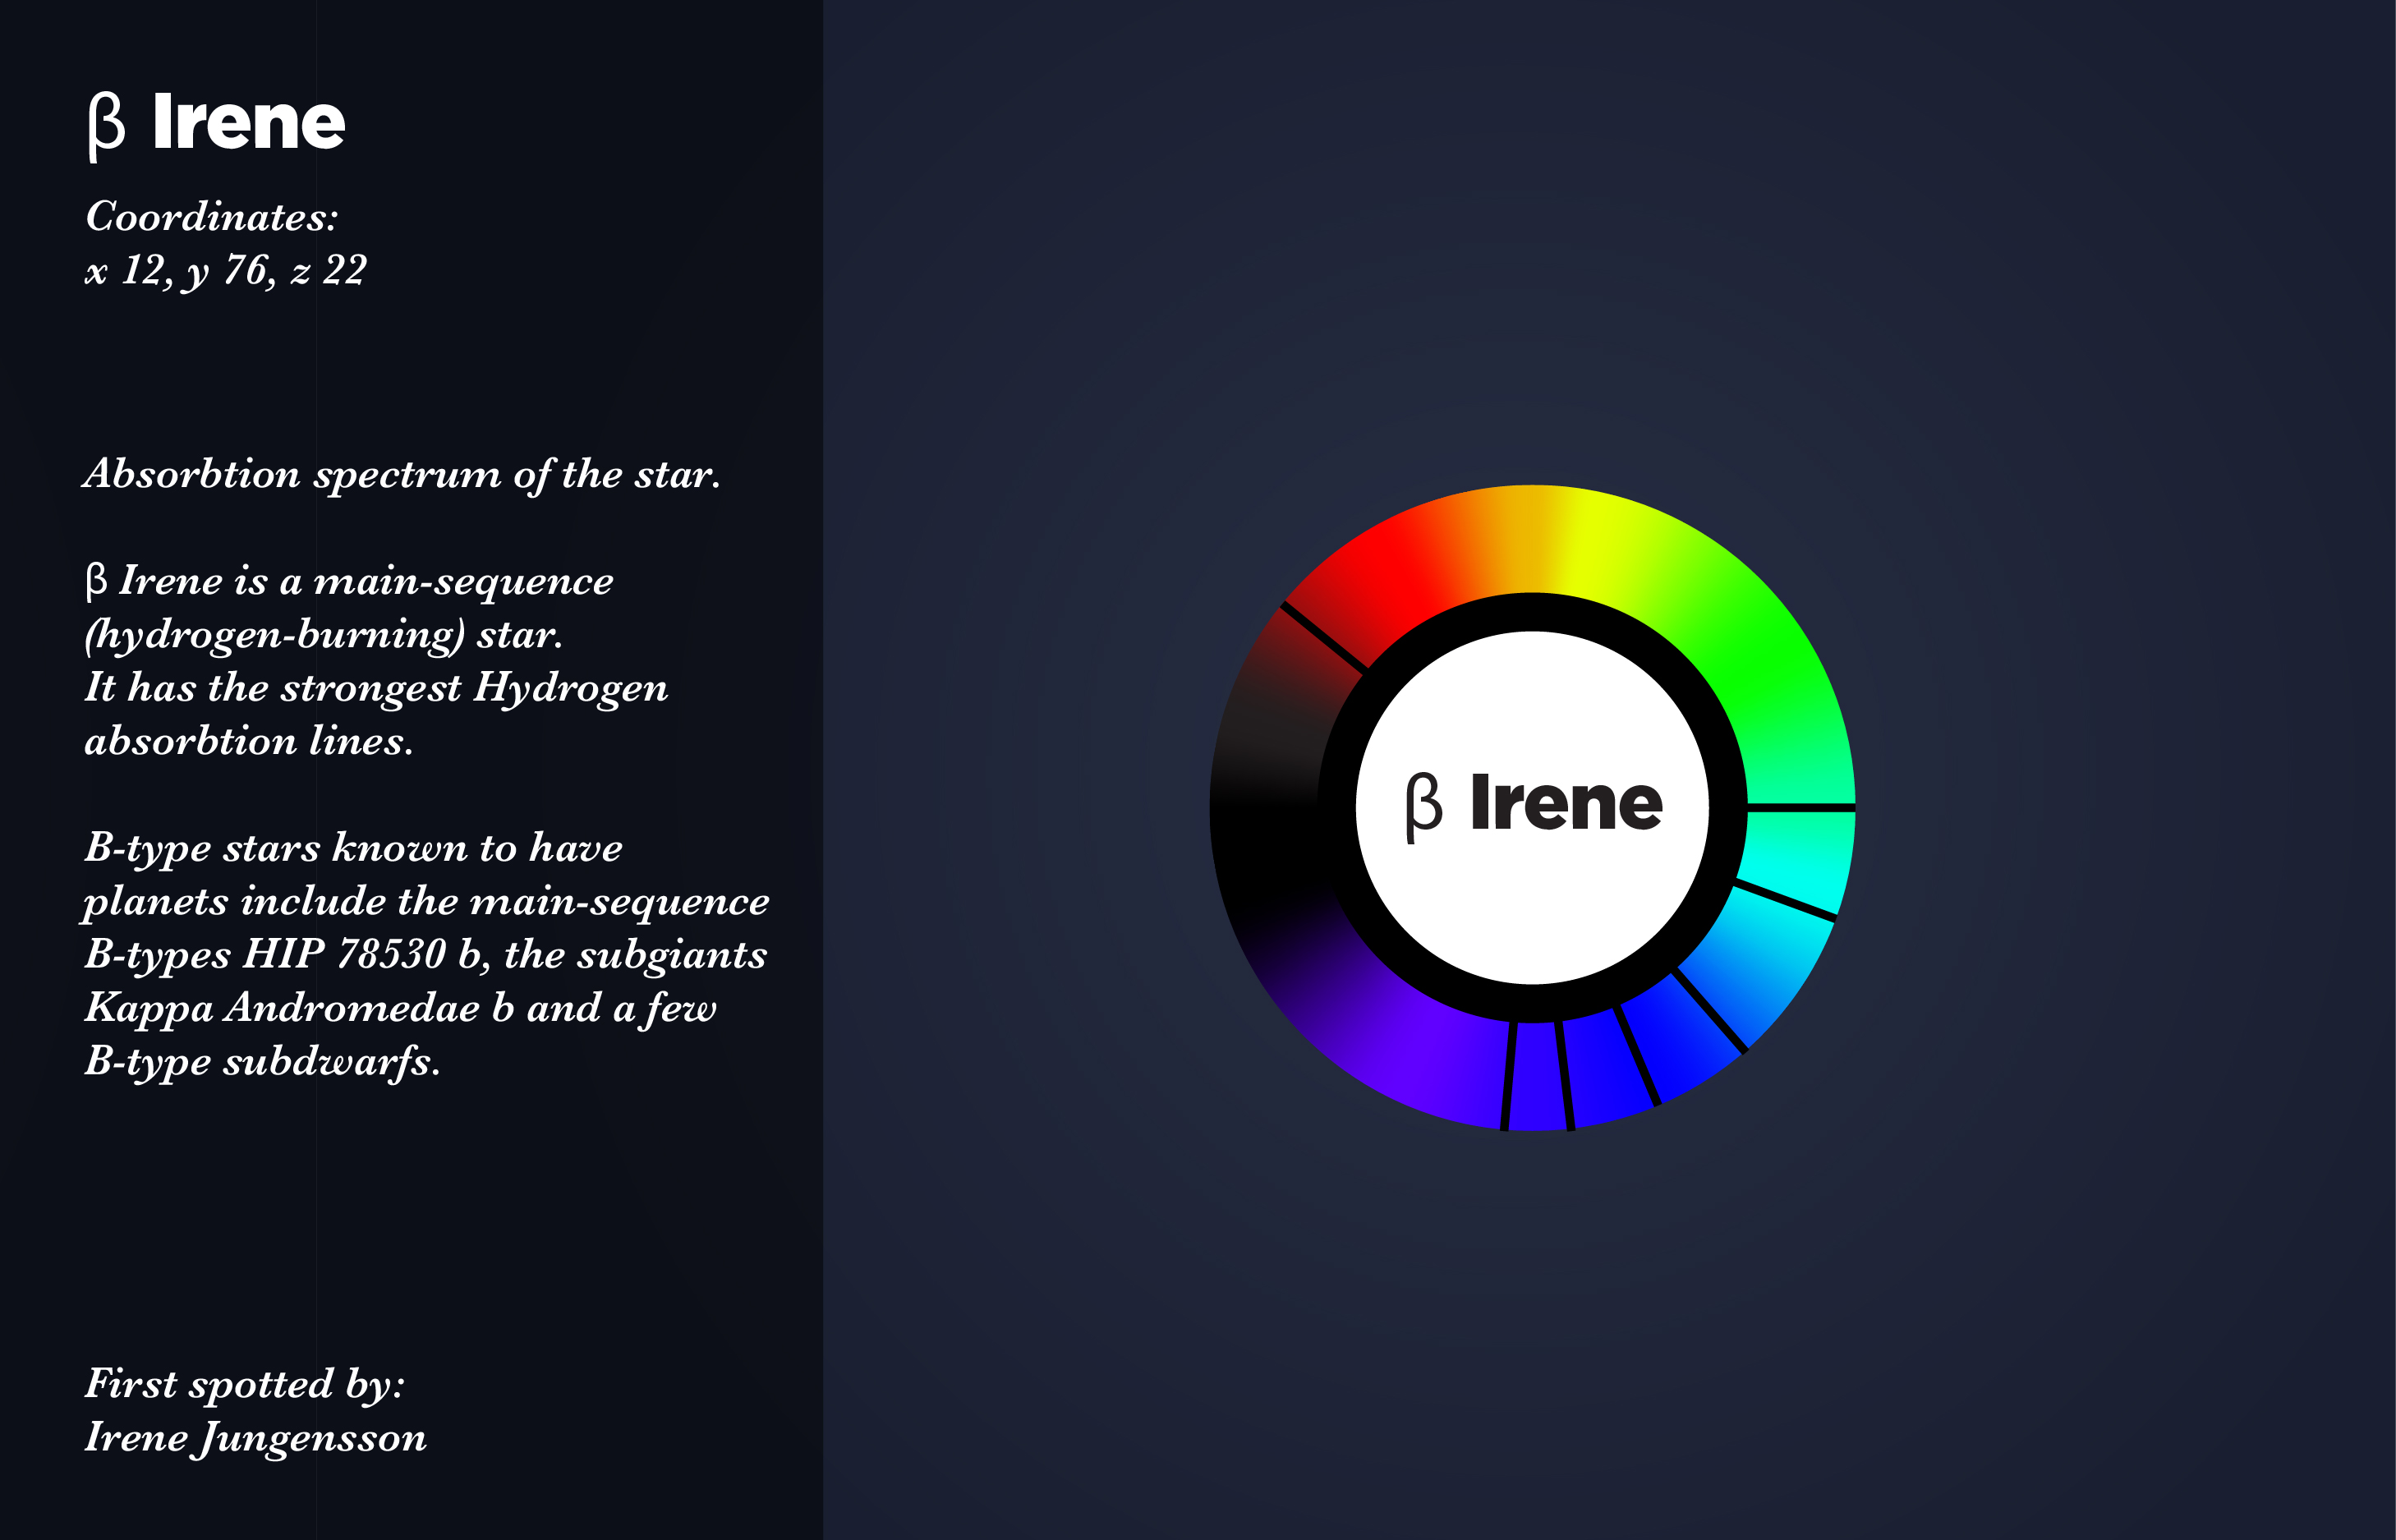 β Irene
Coordinates:
x 12, y 76, z 22
Absorbtion spectrum of the star.
β Irene is a main-sequence
(hydrogen-burning) star.
It has the strongest Hydrogen
absorbtion lines.
B-type stars known to have
planets include the main-sequence
B-types HIP 78530 b, the subgiants
Kappa Andromedae b and a few
B-type subdwarfs.
First spotted by:
Irene Jungensson
β Irene